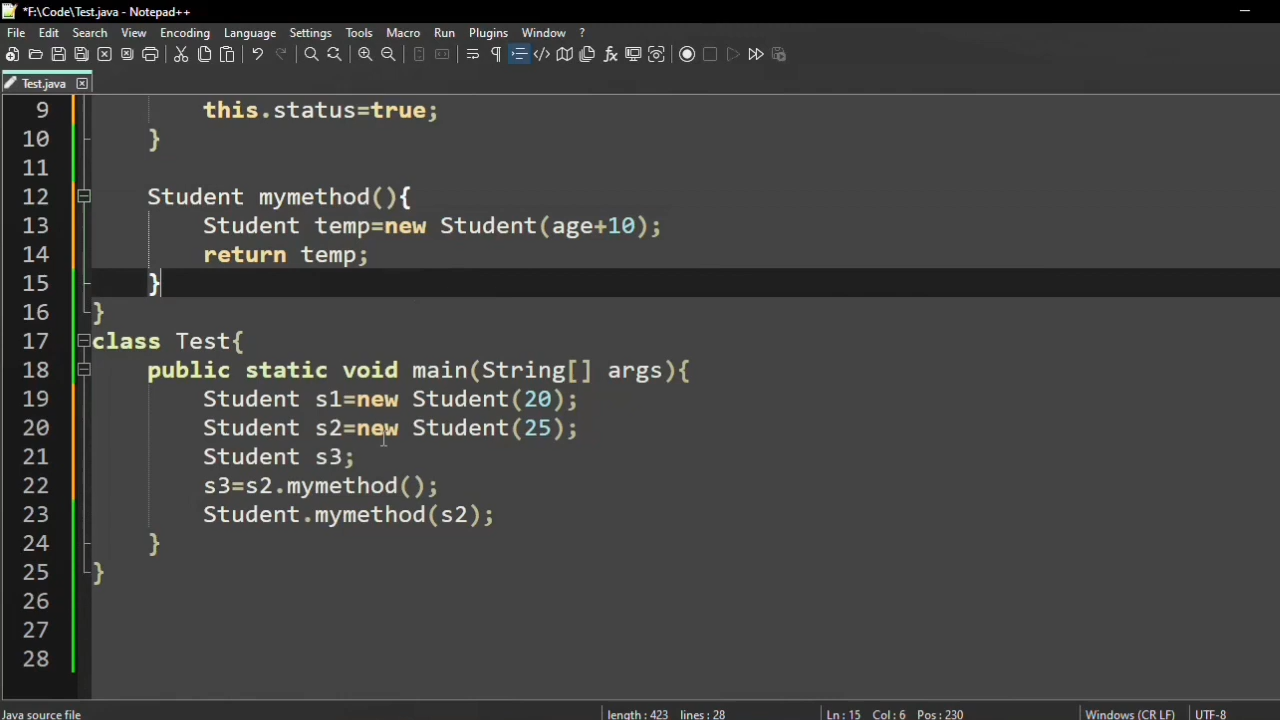 *F:\Code\Test.java - Notepad++
File Edit Search View Encoding Language Settings Tools Macro Run Plugins Window ?
Test.java
9 this.status=true;
10 }
11
12 Student mymethod(){
13 Student temp=new Student(age+10);
14 return temp;
15 }
16 }
17 class Test{
18 public static void main(String[] args){
19 Student s1=new Student(20);
20 Student s2=new Student(25);
21 Student s3;
22 s3=s2.mymethod();
23 Student.mymethod(s2);
24 }
25 }
26
27
28
Java source file length : 423 lines : 28 Ln : 15 Col : 6 Pos : 230 Windows (CR LF) UTF-8